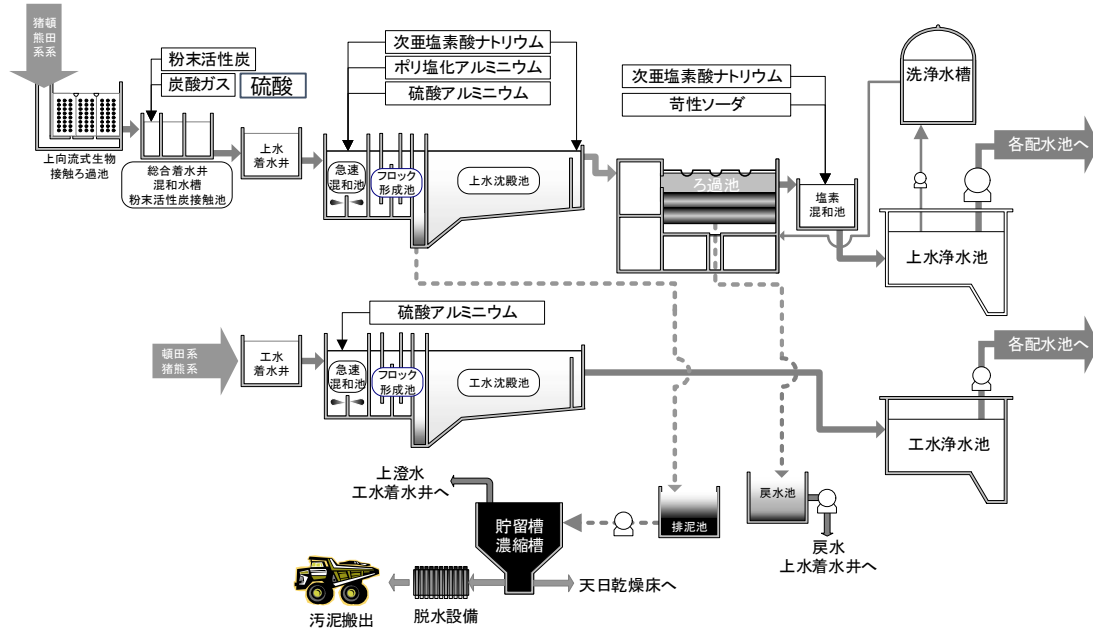 猪頓
熊田
系系
粉末活性炭
炭酸ガス
硫酸
上向流式生物
接触ろ過池
総合着水井
混和水槽
粉末活性炭接触池
上水
着水井
次亜塩素酸ナトリウム
ポリ塩化アルミニウム
硫酸アルミニウム
急速
混和池
フロック
形成池
上水沈殿池
次亜塩素酸ナトリウム
苛性ソーダ
ろ過池
塩素
混和池
洗浄水槽
各配水池へ
上水浄水池
頓田系
猪熊系
工水
着水井
硫酸アルミニウム
急速
混和池
フロック
形成池
工水沈殿池
各配水池へ
工水浄水池
上澄水
工水着水井へ
貯留槽
濃縮槽
排泥池
戻水池
戻水
上水着水井へ
天日乾燥床へ
脱水設備
汚泥搬出